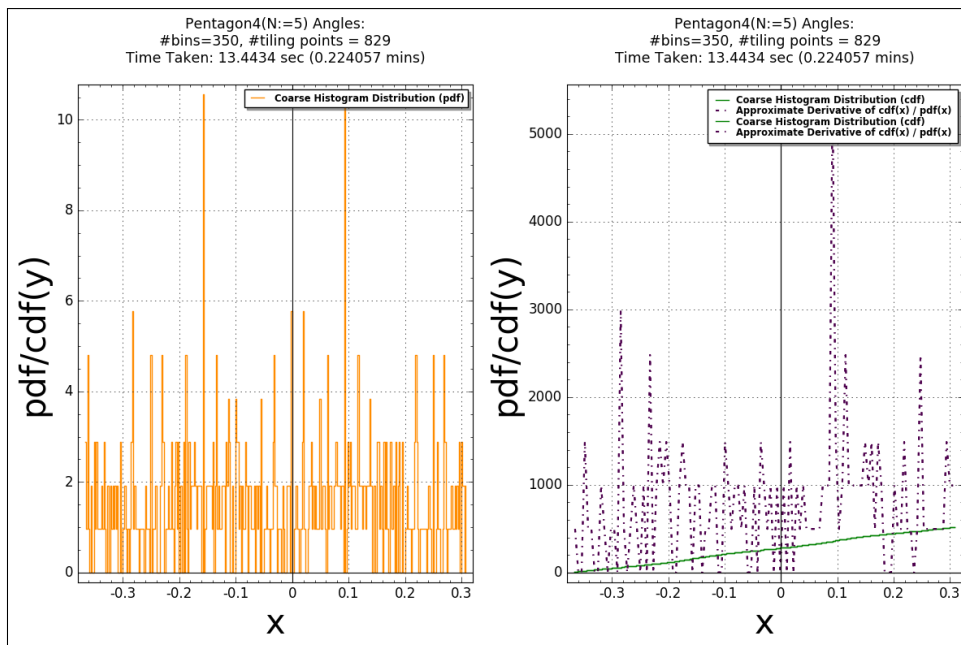 Pentagon4(N:=5) Angles:
#bins=350, #tiling points = 829
Time Taken: 13.4434 sec (0.224057 mins)
Coarse Histogram Distribution (pdf)
10
8
6
4
2
0
-0.3
-0.2
-0.1
0
0.1
0.2
0.3
pdf/cdf(y)
x
Pentagon4(N:=5) Angles:
#bins=350, #tiling points = 829
Time Taken: 13.4434 sec (0.224057 mins)
Coarse Histogram Distribution (cdf)
Approximate Derivative of cdf(x) / pdf(x)
Coarse Histogram Distribution (cdf)
Approximate Derivative of cdf(x) / pdf(x)
5000
4000
3000
2000
1000
0
-0.3
-0.2
-0.1
0
0.1
0.2
0.3
pdf/cdf(y)
x